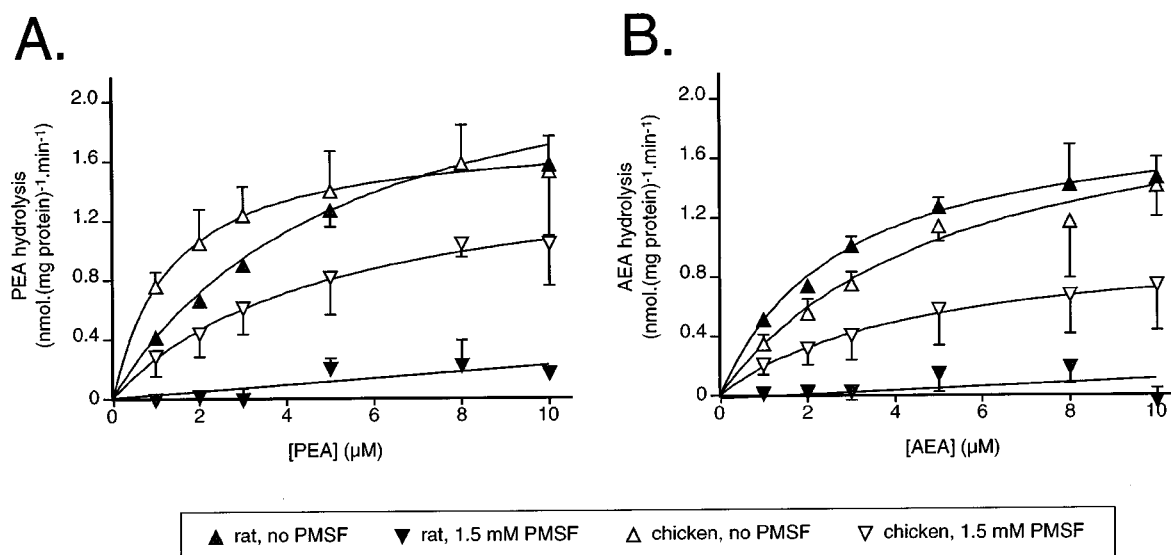 A.
PEA hydrolysis
(nmol.(mg protein)⁻¹.min⁻¹)
2.0
1.6
1.2
0.8
0.4
0
0 2 4 6 8 10
[PEA] (µM)
B.
AEA hydrolysis
(nmol.(mg protein)⁻¹.min⁻¹)
2.0
1.6
1.2
0.8
0.4
0
0 2 4 6 8 10
[AEA] (µM)
▲ rat, no PMSF ▼ rat, 1.5 mM PMSF △ chicken, no PMSF ▽ chicken, 1.5 mM PMSF